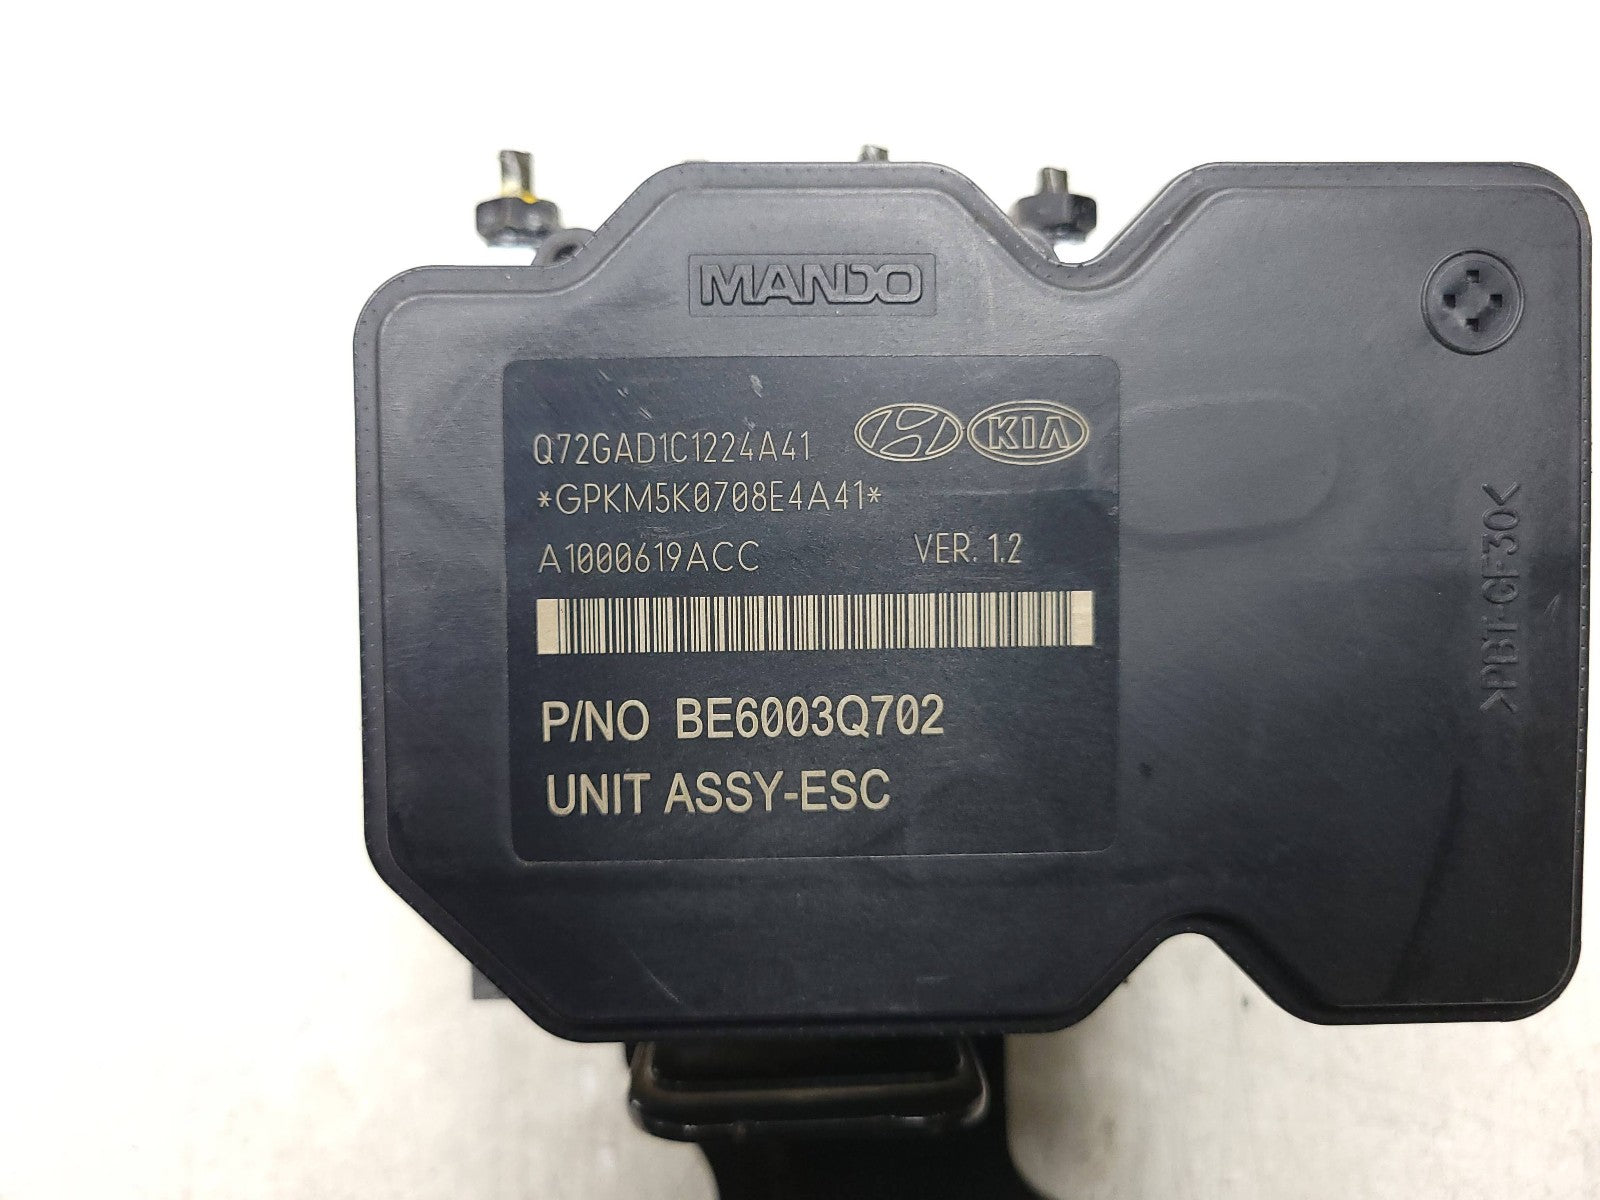 MANDO
Q72GAD1C1224A41
KIA
*GPKM5K0708E4A41*
A1000619ACC VER. 1.2
P/NO BE6003Q702
UNIT ASSY-ESC
>PBT-GF30<